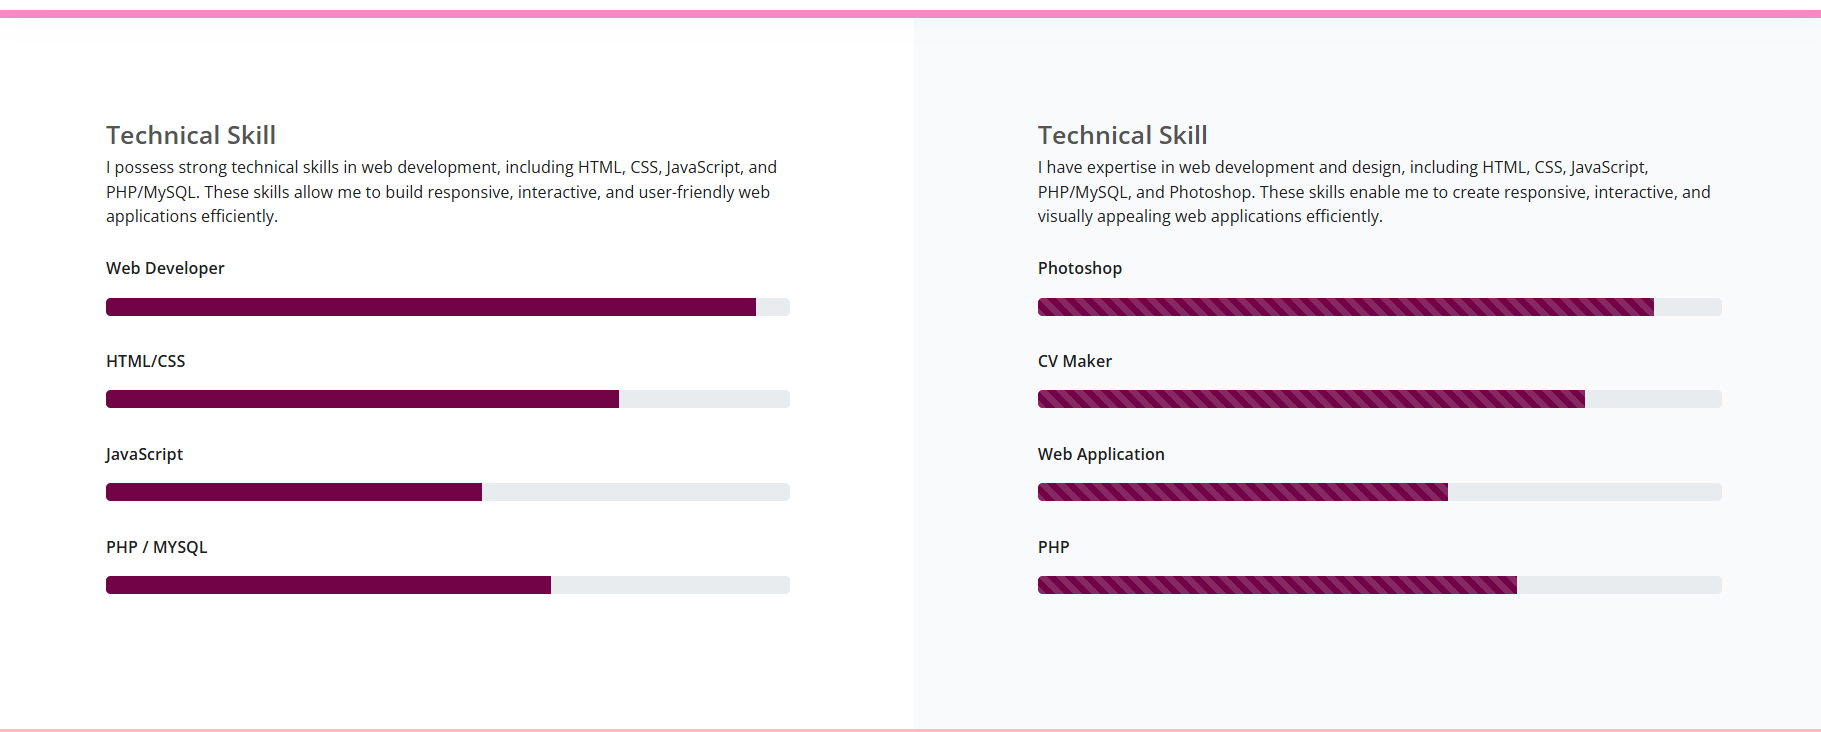 Technical Skill
I possess strong technical skills in web development, including HTML, CSS, JavaScript, and
PHP/MySQL. These skills allow me to build responsive, interactive, and user-friendly web
applications efficiently.
Web Developer
HTML/CSS
JavaScript
PHP / MYSQL
Technical Skill
I have expertise in web development and design, including HTML, CSS, JavaScript,
PHP/MySQL, and Photoshop. These skills enable me to create responsive, interactive, and
visually appealing web applications efficiently.
Photoshop
CV Maker
Web Application
PHP